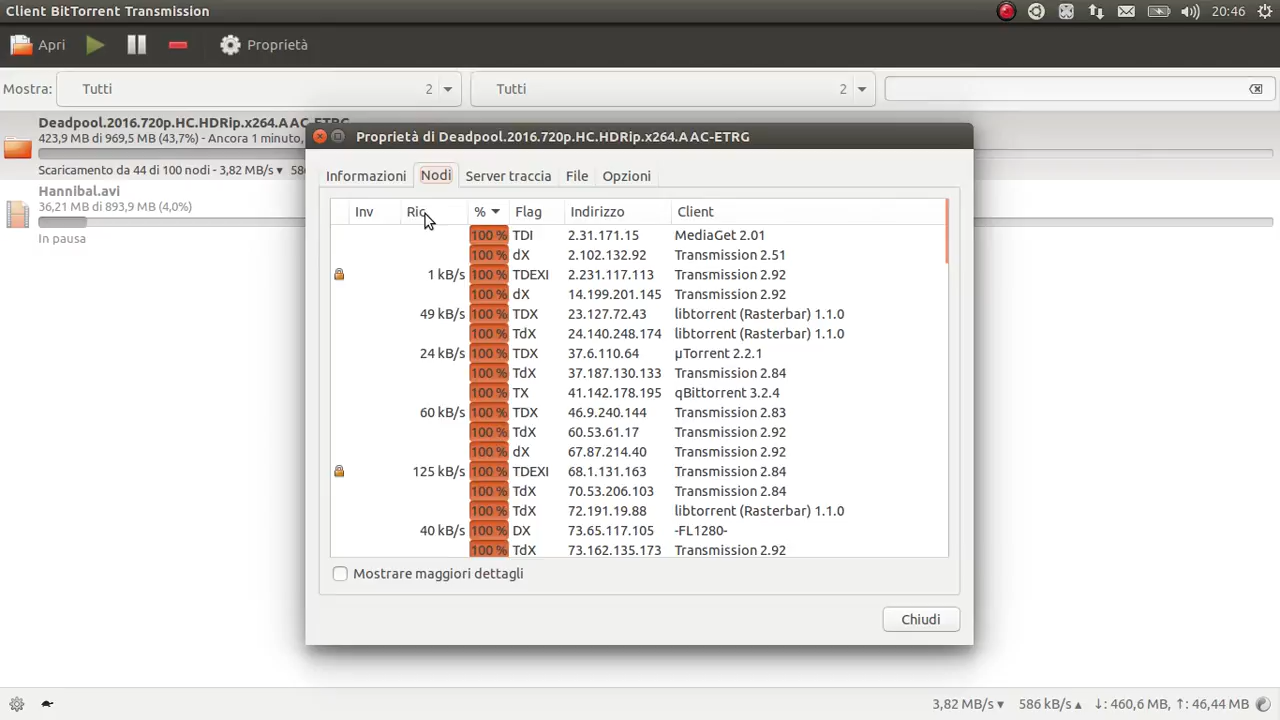 Client BitTorrent Transmission
20:46
Apri
Proprietà
Mostra:
Tutti
2
Tutti
2
Deadpool.2016.720p.HC.HDRip.x264.AAC-ETRG
423,9 MB di 969,5 MB (43,7%) - Ancora 1 minuto,
Scaricamento da 44 di 100 nodi - 3,82 MB/s▾ 58
Hannibal.avi
36,21 MB di 893,9 MB (4,0%)
In pausa
Proprietà di Deadpool.2016.720p.HC.HDRip.x264.AAC-ETRG
Informazioni Nodi Server traccia File Opzioni
Inv Ric % Flag Indirizzo Client
100 % TDI 2.31.171.15 MediaGet 2.01
100 % dX 2.102.132.92 Transmission 2.51
1 kB/s 100 % TDEXI 2.231.117.113 Transmission 2.92
100 % dX 14.199.201.145 Transmission 2.92
49 kB/s 100 % TDX 23.127.72.43 libtorrent (Rasterbar) 1.1.0
100 % TdX 24.140.248.174 libtorrent (Rasterbar) 1.1.0
24 kB/s 100 % TDX 37.6.110.64 µTorrent 2.2.1
100 % TdX 37.187.130.133 Transmission 2.84
100 % TX 41.142.178.195 qBittorrent 3.2.4
60 kB/s 100 % TDX 46.9.240.144 Transmission 2.83
100 % TdX 60.53.61.17 Transmission 2.92
100 % dX 67.87.214.40 Transmission 2.92
125 kB/s 100 % TDEXI 68.1.131.163 Transmission 2.84
100 % TdX 70.53.206.103 Transmission 2.84
100 % TdX 72.191.19.88 libtorrent (Rasterbar) 1.1.0
40 kB/s 100 % DX 73.65.117.105 -FL1280-
100 % TdX 73.162.135.173 Transmission 2.92
Mostrare maggiori dettagli
Chiudi
3,82 MB/s▾ 586 kB/s▴ ↓: 460,6 MB, ↑: 46,44 MB